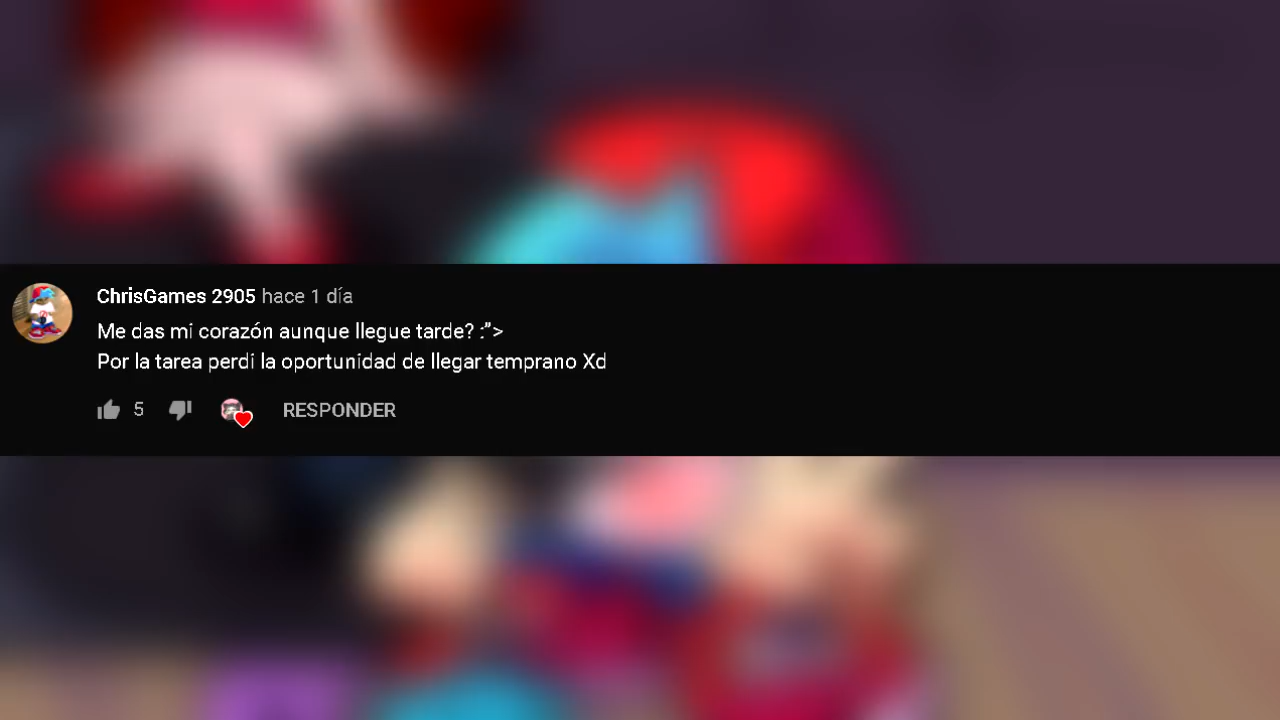 ChrisGames 2905 hace 1 día
Me das mi corazón aunque llegue tarde? :”>
Por la tarea perdi la oportunidad de llegar temprano Xd
5 RESPONDER